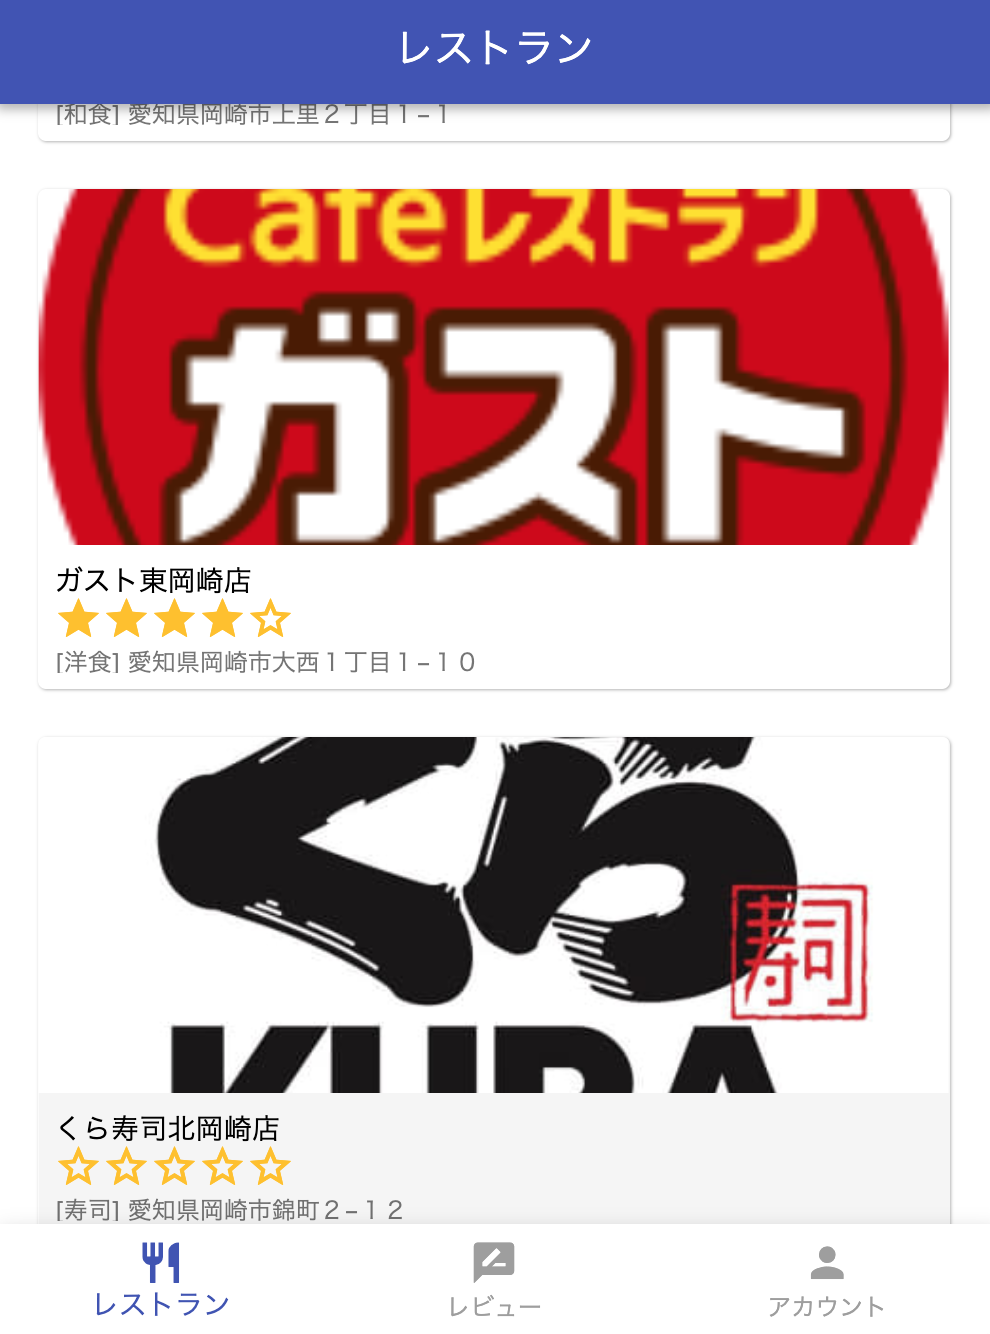 レストラン
[和食] 愛知県岡崎市上里２丁目１−１
Cafeレストラン
ガスト
ガスト東岡崎店
[洋食] 愛知県岡崎市大西１丁目１−１０
くら
寿司
KURA
くら寿司北岡崎店
[寿司] 愛知県岡崎市錦町２−１２
レストラン
レビュー
アカウント